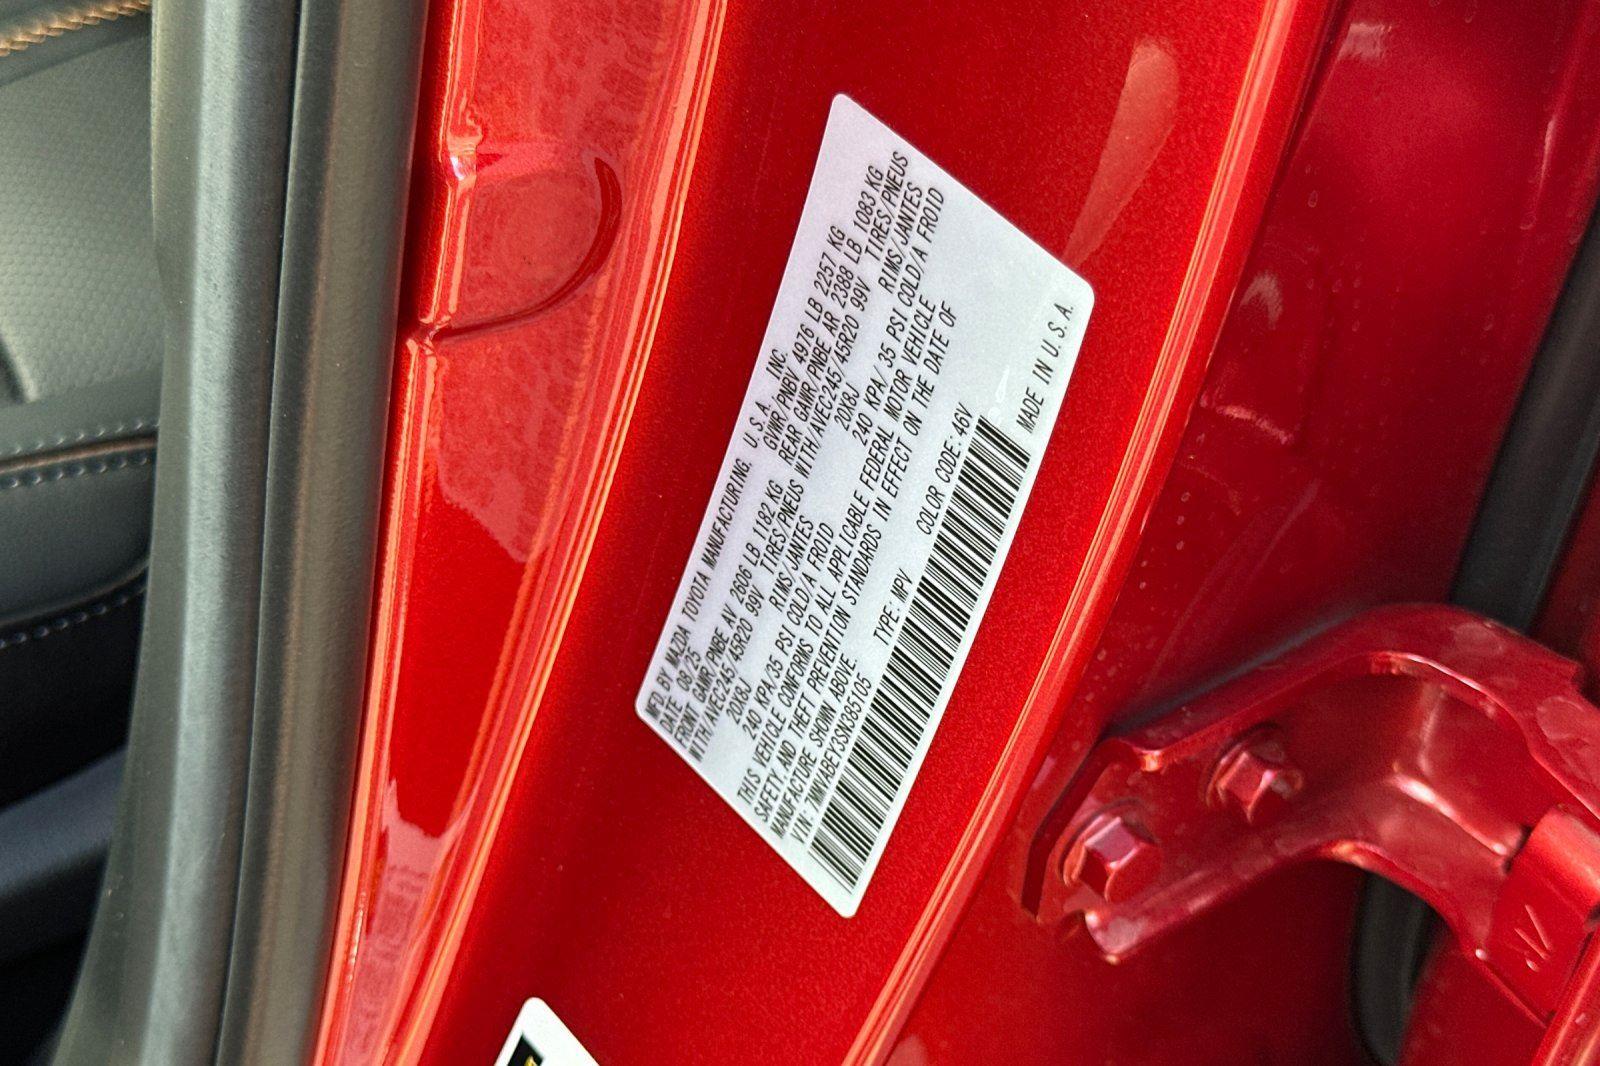 MFD. BY MAZDA TOYOTA MANUFACTURING, U.S.A., INC.
DATE 08/25 GVWR/PNBV 4976 LB 2257 KG
FRONT GAWR/PNBE AV 2606 LB 1182 KG REAR GAWR/PNBE AR 2388 LB 1083 KG
WITH/AVEC245/45R20 99V TIRES/PNEUS WITH/AVEC245/45R20 99V TIRES/PNEUS
20X8J RIMS/JANTES 20X8J RIMS/JANTES
240 KPA/35 PSI COLD/A FROID 240 KPA/35 PSI COLD/A FROID
THIS VEHICLE CONFORMS TO ALL APPLICABLE FEDERAL MOTOR VEHICLE
SAFETY, AND THEFT PREVENTION STANDARDS IN EFFECT ON THE DATE OF
MANUFACTURE SHOWN ABOVE.
VIN: 7MMVABEY3SN385105 TYPE: MPV COLOR CODE: 46V
MADE IN U.S.A.